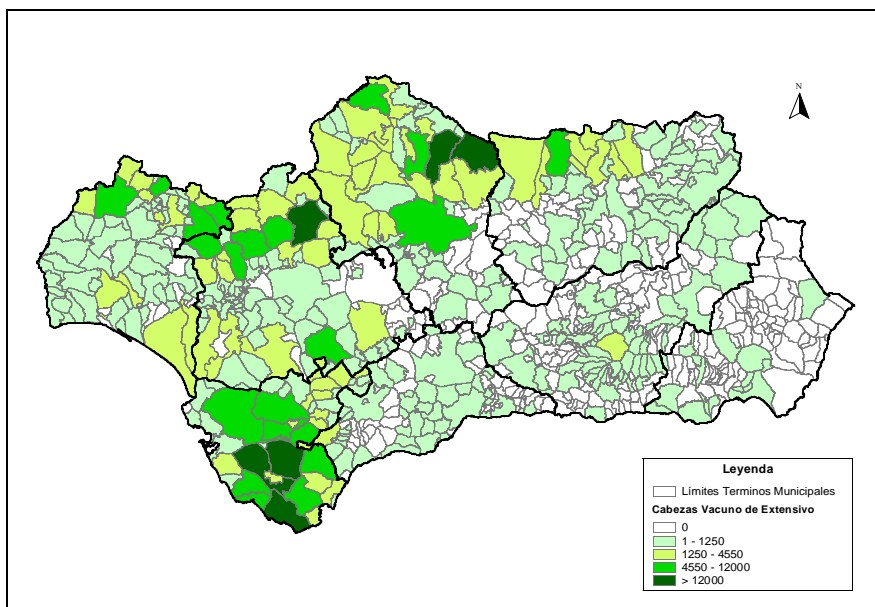 N
Leyenda
Límites Terminos Municipales
Cabezas Vacuno de Extensivo
0
1 - 1250
1250 - 4550
4550 - 12000
> 12000